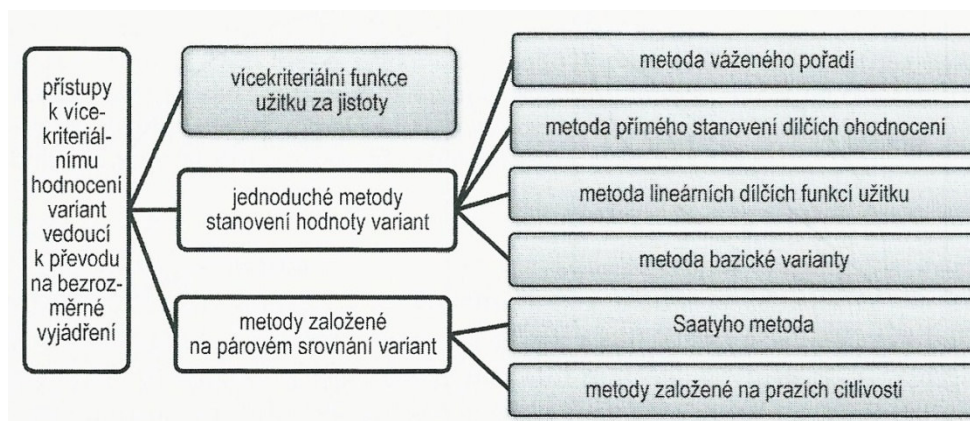 přístupy
k více-
kriteriál-
nímu
hodnocení
variant
vedoucí
k převodu
na bezroz-
měrné
vyjádření
vícekriteriální funkce
užitku za jistoty
jednoduché metody
stanovení hodnoty variant
metody založené
na párovém srovnání variant
metoda váženého pořadí
metoda přímého stanovení dílčích ohodnocení
metoda lineárních dílčích funkcí užitku
metoda bazické varianty
Saatyho metoda
metody založené na prazích citlivosti